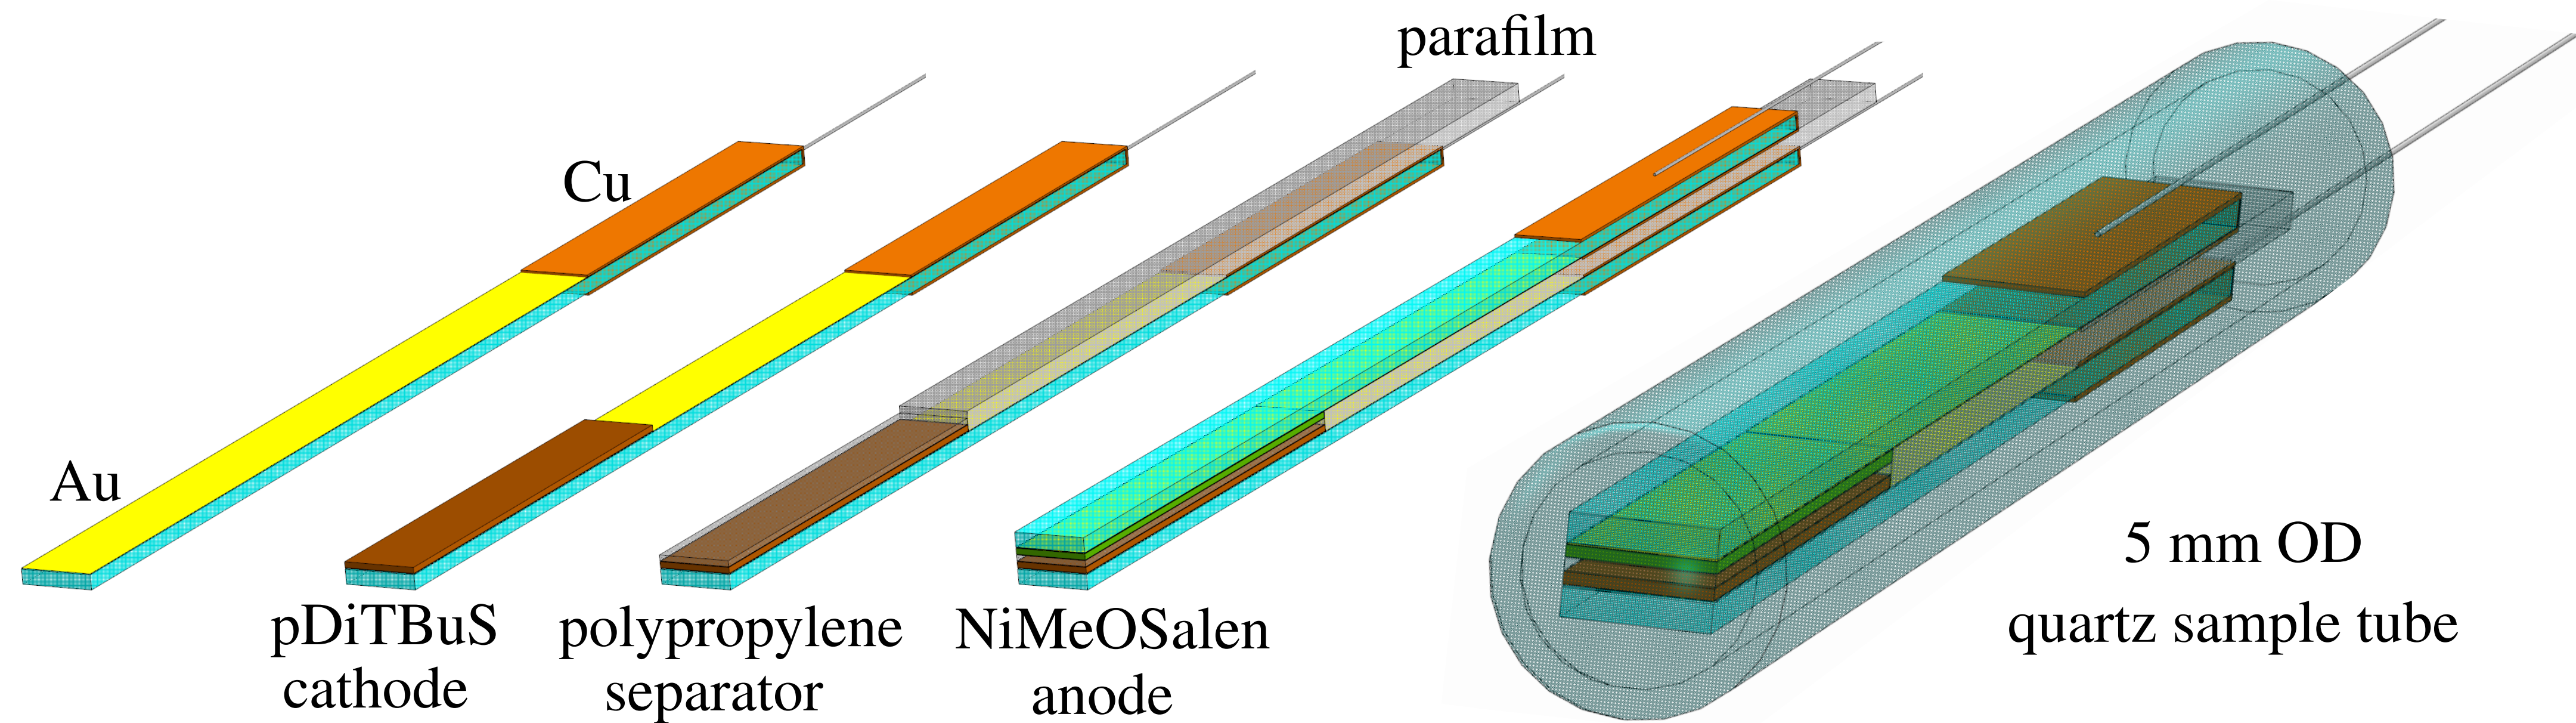 parafilm
Cu
Au
pDiTBuS
cathode
polypropylene
separator
NiMeOSalen
anode
5 mm OD
quartz sample tube